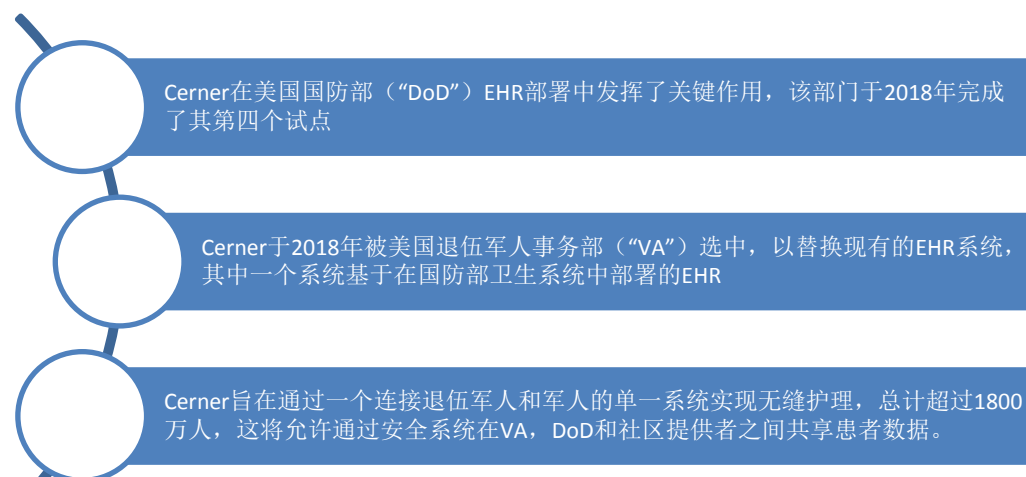 Cerner在美国国防部（“DoD”）EHR部署中发挥了关键作用，该部门于2018年完成
了其第四个试点
Cerner于2018年被美国退伍军人事务部（“VA”）选中，以替换现有的EHR系统，
其中一个系统基于在国防部卫生系统中部署的EHR
Cerner旨在通过一个连接退伍军人和军人的单一系统实现无缝护理，总计超过1800
万人，这将允许通过安全系统在VA，DoD和社区提供者之间共享患者数据。